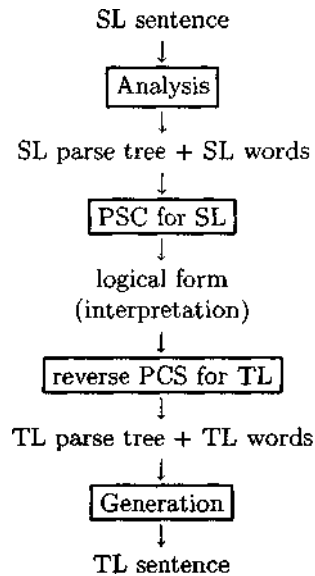 SL sentence
Analysis
SL parse tree + SL words
PSC for SL
logical form
(interpretation)
reverse PCS for TL
TL parse tree + TL words
Generation
TL sentence